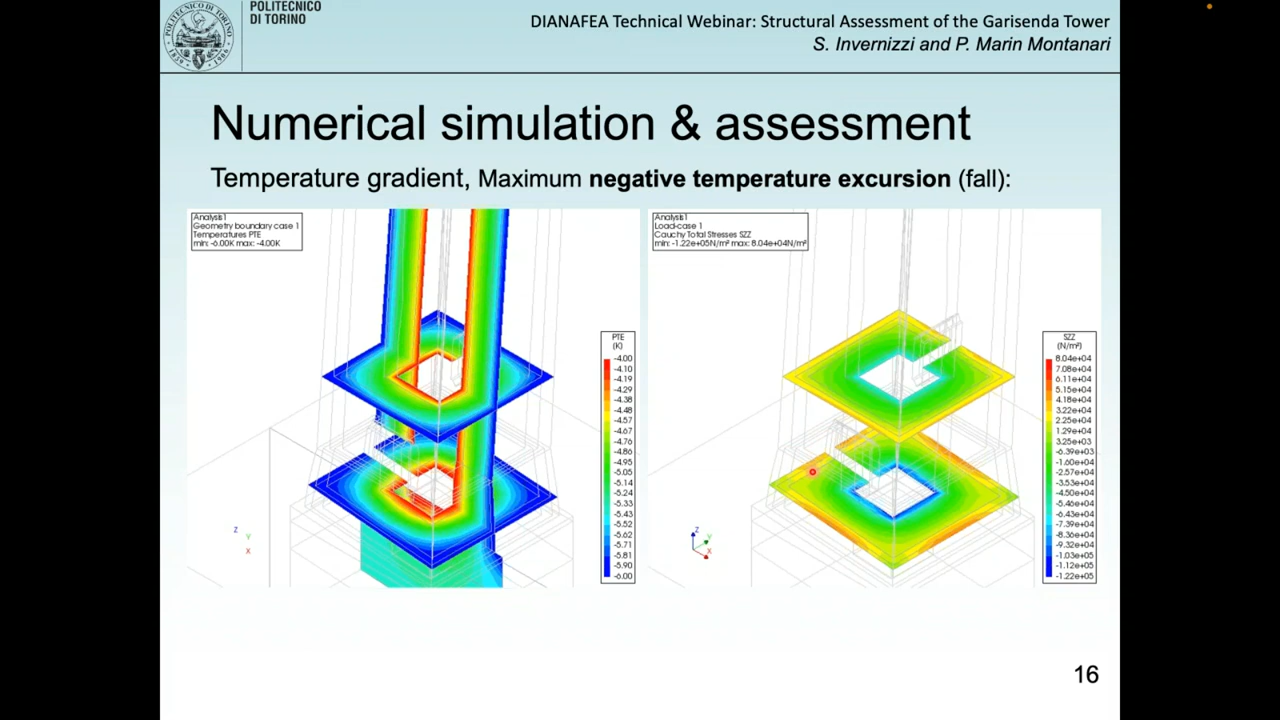 POLITECNICO
DI TORINO
DIANAFEA Technical Webinar: Structural Assessment of the Garisenda Tower
S. Invernizzi and P. Marin Montanari
Numerical simulation & assessment
Temperature gradient, Maximum negative temperature excursion (fall):
Analysis1
Geometry boundary case 1
Temperatures PTE
min: -6.00K max: -4.00K
PTE
(K)
-4.00
-4.10
-4.19
-4.29
-4.38
-4.48
-4.57
-4.67
-4.76
-4.86
-4.95
-5.05
-5.14
-5.24
-5.33
-5.43
-5.52
-5.62
-5.71
-5.81
-5.90
-6.00
Z
Y
X
Analysis1
Load-case 1
Cauchy Total Stresses SZZ
min: -1.22e+05N/m² max: 8.04e+04N/m²
SZZ
(N/m²)
8.04e+04
7.08e+04
6.11e+04
5.15e+04
4.18e+04
3.22e+04
2.25e+04
1.29e+04
3.25e+03
-6.39e+03
-1.60e+04
-2.57e+04
-3.53e+04
-4.50e+04
-5.46e+04
-6.43e+04
-7.39e+04
-8.36e+04
-9.32e+04
-1.03e+05
-1.12e+05
-1.22e+05
Z
Y
X
16